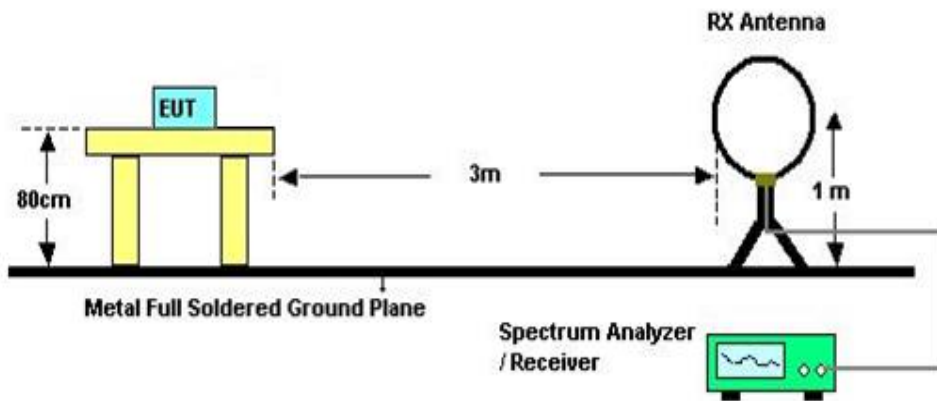 RX Antenna
EUT
80cm
3m
1 m
Metal Full Soldered Ground Plane
Spectrum Analyzer
/ Receiver